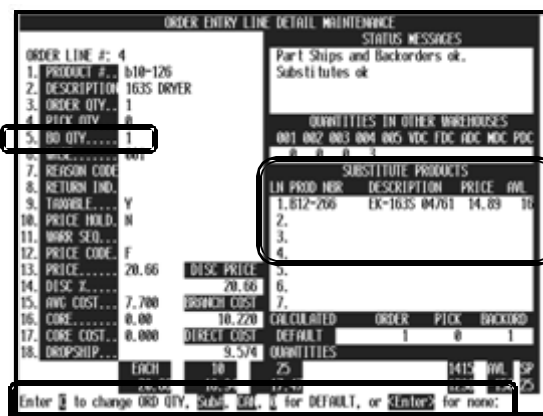 ORDER ENTRY LINE DETAIL MAINTENANCE
STATUS MESSAGES
ORDER LINE #: 4
Part Ships and Backorders ok.
Substitutes ok
1. PRODUCT #.. b10-126
2. DESCRIPTION 163S DRYER
3. ORDER QTY.. 1
4. PICK QTY 0
5. BO QTY..... 1
7. REASON CODE
8. RETURN IND.
9. TAXABLE.... Y
10. PRICE HOLD. N
11. WARR SEQ...
12. PRICE CODE. F
13. PRICE...... 20.66
14. DISC %.....
15. AVG COST... 7.700
16. CORE....... 0.00
17. CORE COST.. 0.000
18. DROPSHIP...
DISC PRICE
20.66
BRANCH COST
10.220
DIRECT COST
9.574
QUANTITIES IN OTHER WAREHOUSES
001 002 003 004 005 VDC FDC ADC MDC PDC
SUBSTITUTE PRODUCTS
LN PROD NBR DESCRIPTION PRICE AVL
1.812-266 EK-163S 04761 14.89 16
2.
3.
4.
5.
6.
7.
CALCULATED ORDER PICK BACKORD
DEFAULT 1 0 1
QUANTITIES
EACH 10 25 1415 AVL SP
Enter to change ORD QTY, for DEFAULT, or <Enter> for none: